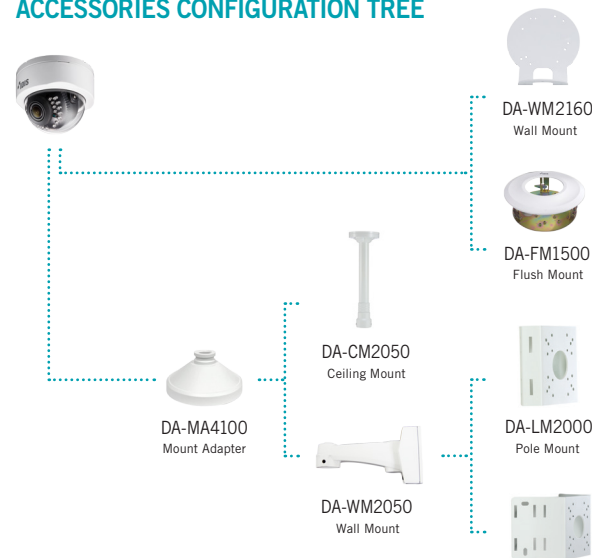 ACCESSORIES CONFIGURATION TREE
DA-WM2160
Wall Mount
DA-FM1500
Flush Mount
DA-CM2050
Ceiling Mount
DA-MA4100
Mount Adapter
DA-LM2000
Pole Mount
DA-WM2050
Wall Mount